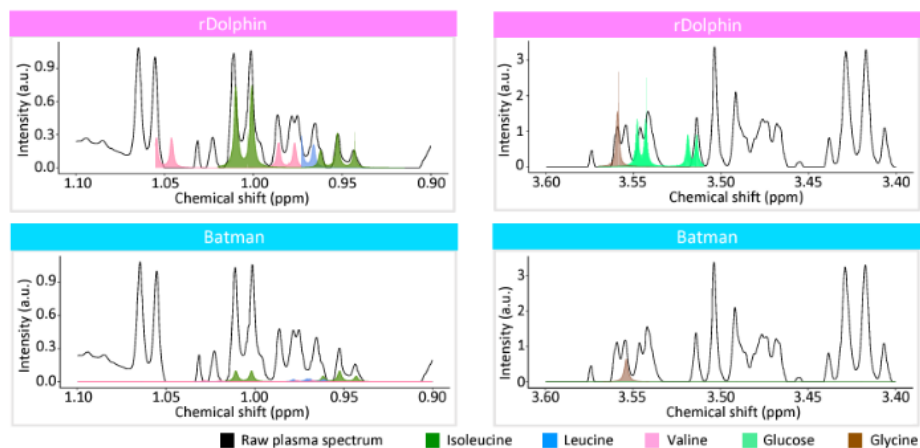 rDolphin
rDolphin
Intensity (a.u.)
0.9
0.6
0.3
0.0
1.10 1.05 1.00 0.95 0.90
Chemical shift (ppm)
Intensity (a.u.)
3
2
1
0
3.60 3.55 3.50 3.45 3.40
Chemical shift (ppm)
Batman
Batman
Intensity (a.u.)
0.9
0.3
0.0
1.10 1.05 1.00 0.95 0.90
Chemical shift (ppm)
Intensity (a.u.)
3
2
1
0
3.60 3.55 3.50 3.45 3.40
Chemical shift (ppm)
Raw plasma spectrum Isoleucine Leucine Valine Glucose Glycine